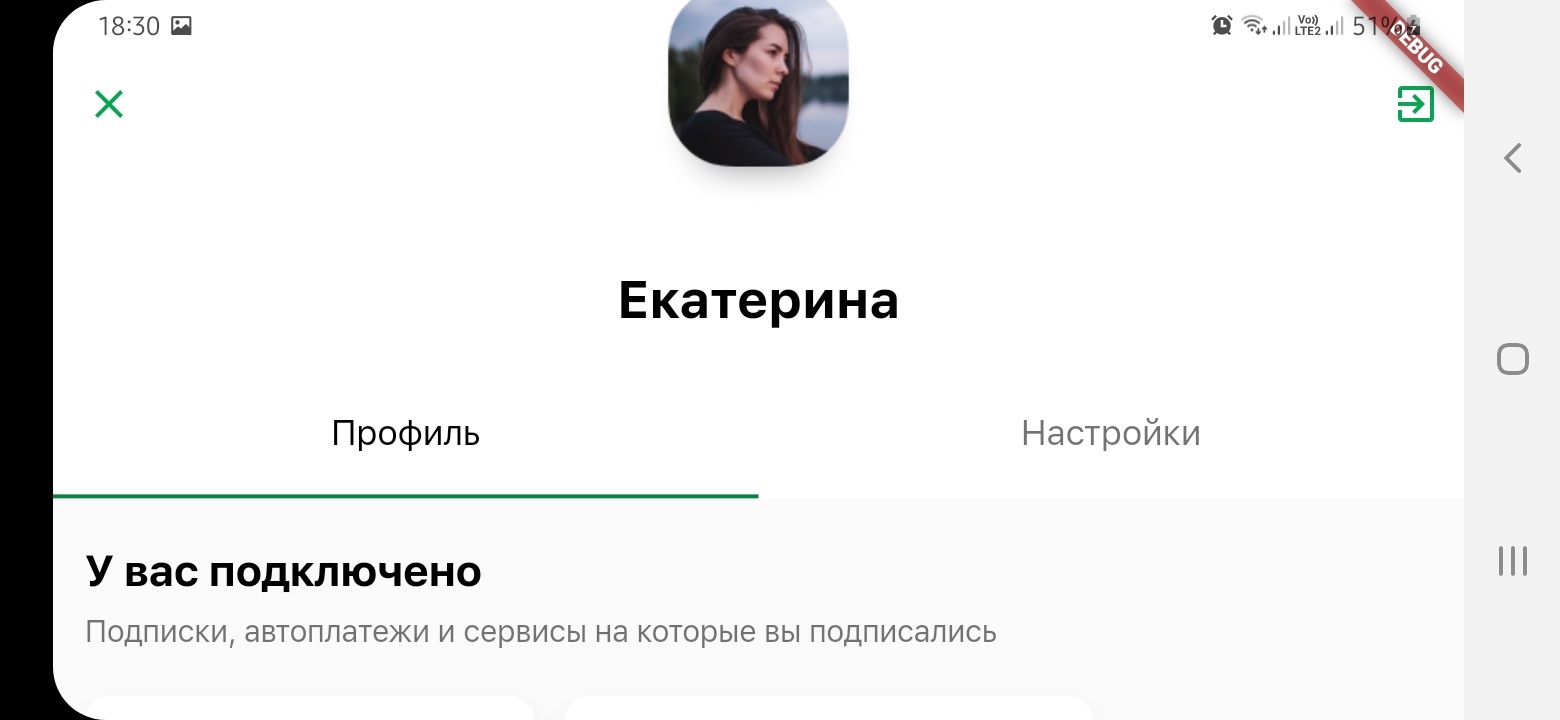 18:30
Vo)) LTE2 51%
DEBUG
Екатерина
Профиль Настройки
У вас подключено
Подписки, автоплатежи и сервисы на которые вы подписались